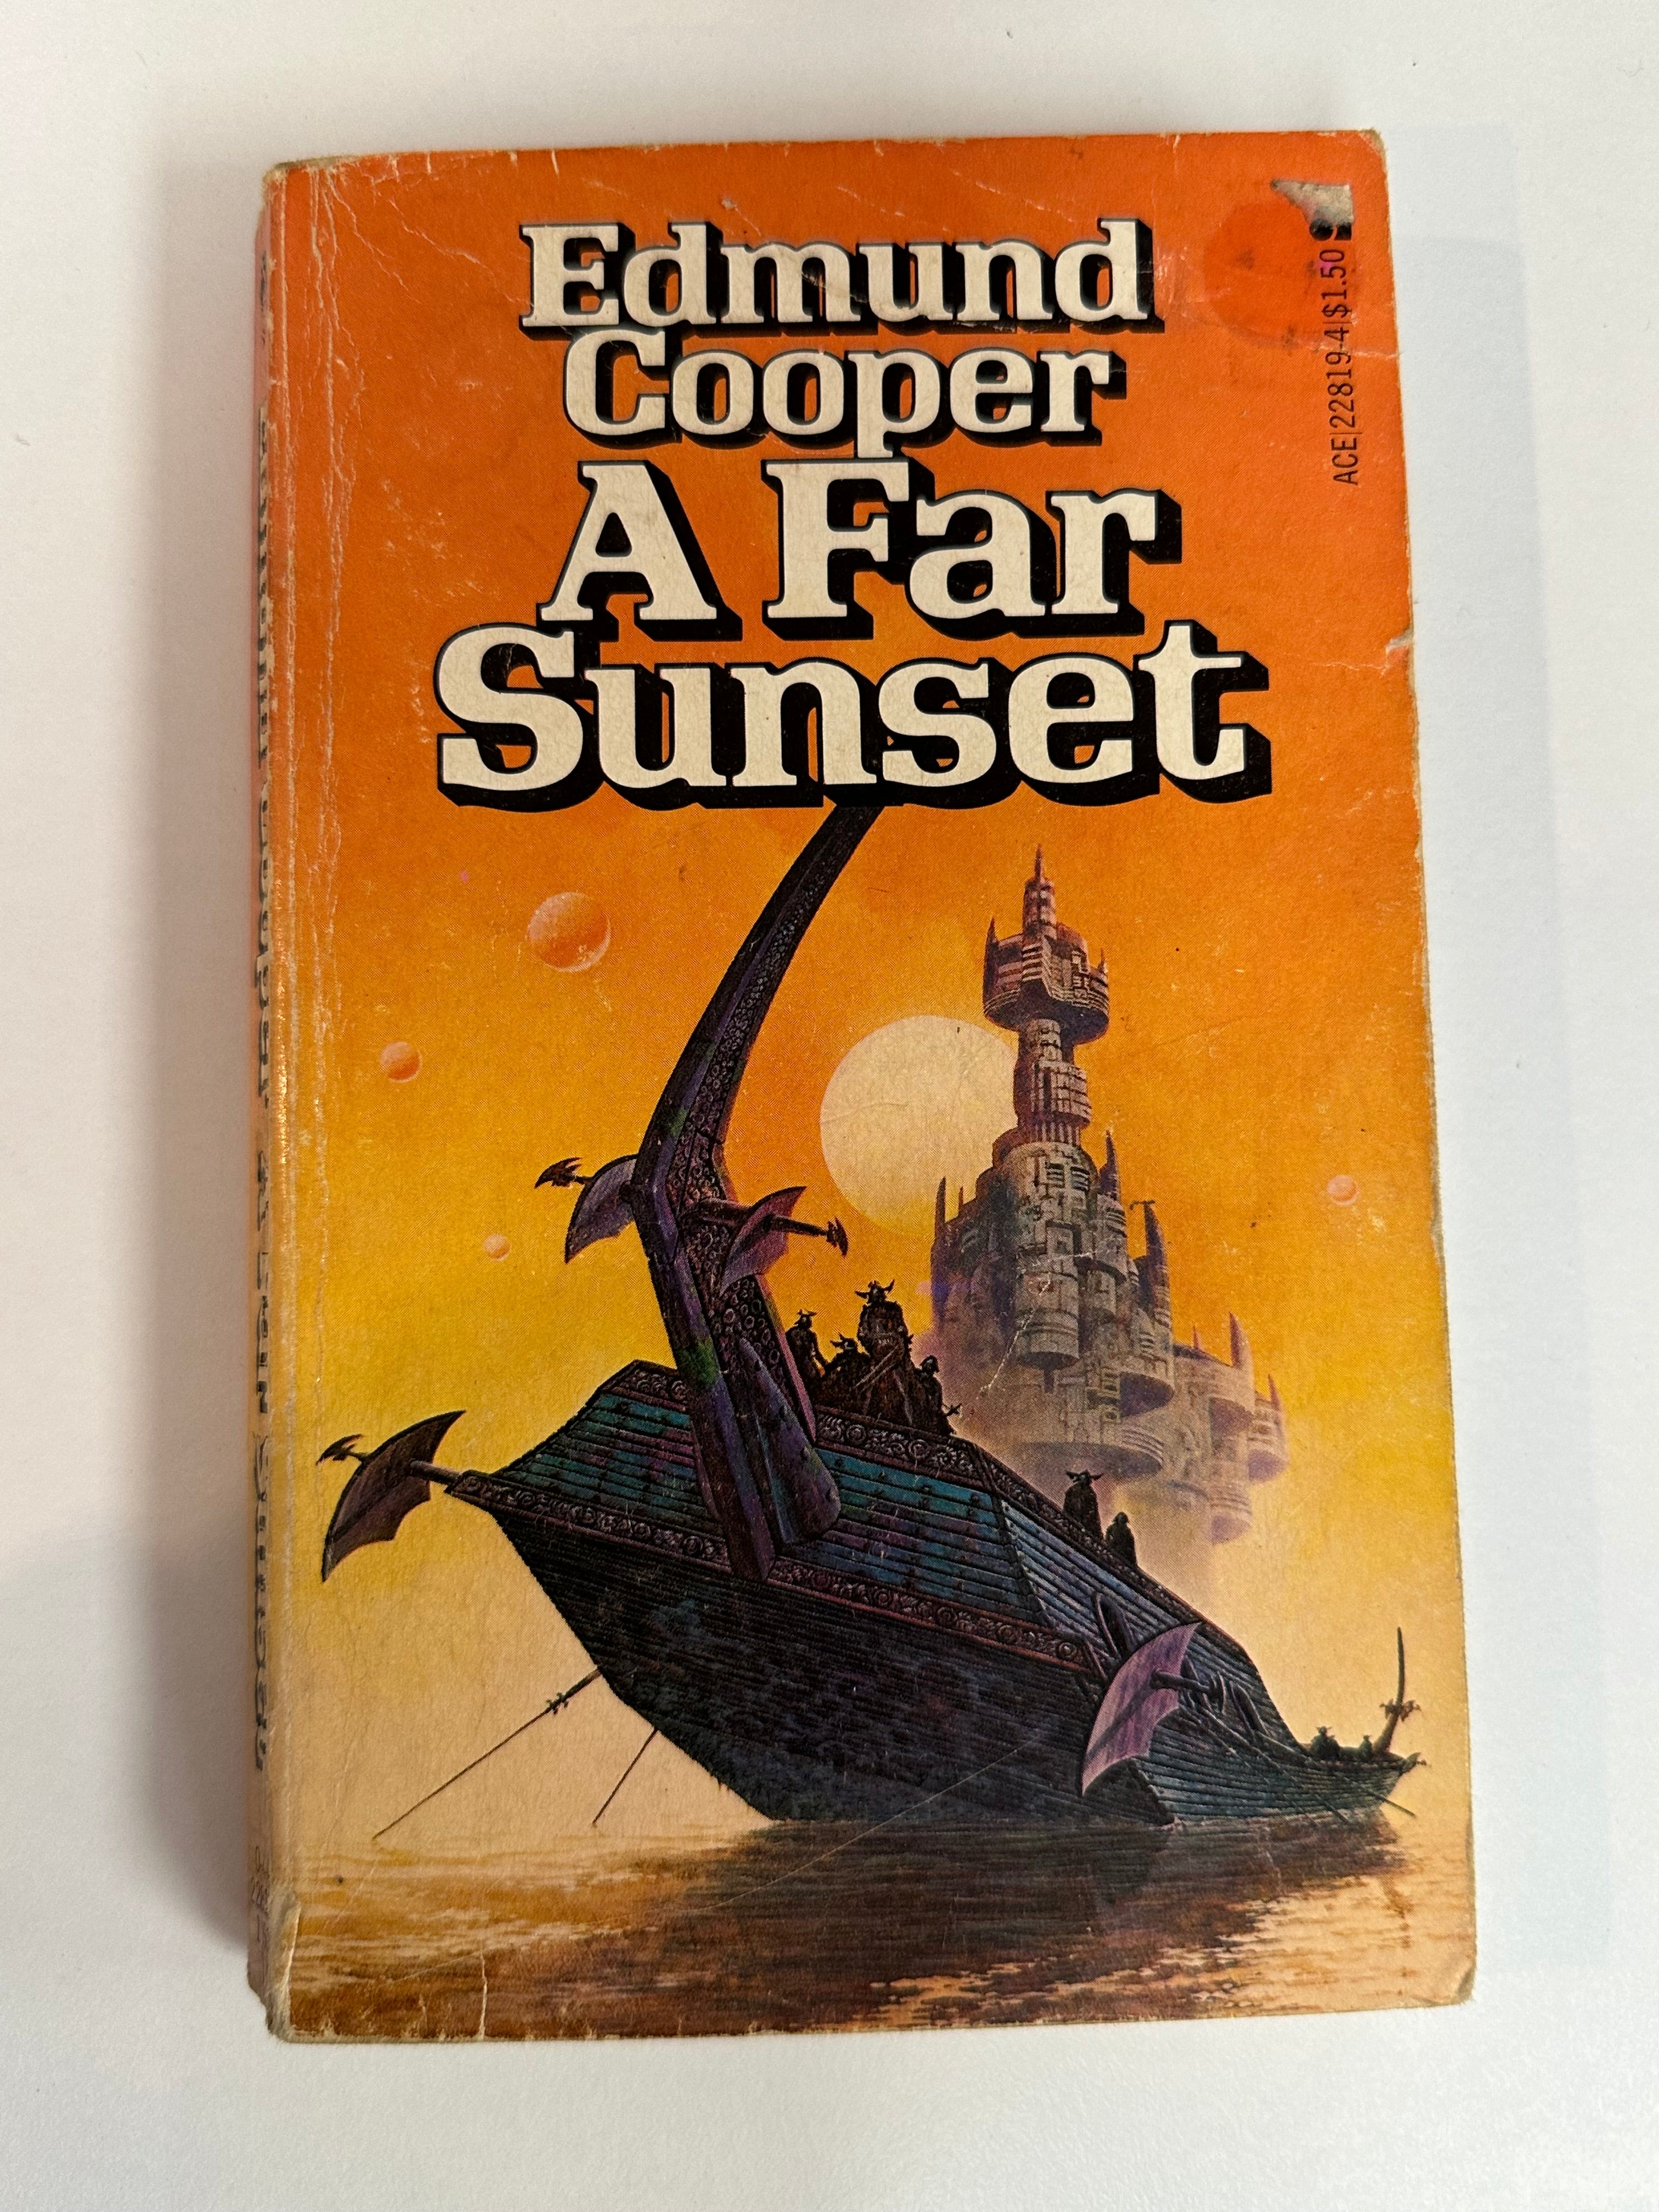 Edmund
Cooper
A Far
Sunset
ACE|22819-4|$1.50